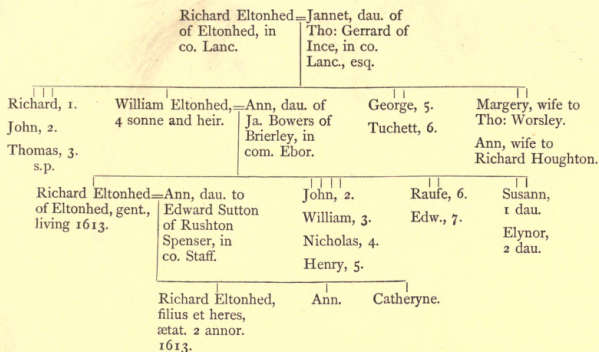 Richard Eltonhed=Jannet, dau. of
of Eltonhed, in Tho: Gerrard of
co. Lanc. Ince, in co.
Lanc., esq.
Richard, 1. William Eltonhed,=Ann, dau. of George, 5. Margery, wife to
John, 2. 4 sonne and heir. Ja. Bowers of Tuchett, 6. Tho: Worsley.
Thomas, 3. Brierley, in Ann, wife to
s.p. com. Ebor. Richard Houghton.
Richard Eltonhed=Ann, dau. to John, 2. Raufe, 6. Susann,
of Eltonhed, gent., Edward Sutton William, 3. Edw., 7. 1 dau.
living 1613. of Rushton Nicholas, 4. Elynor,
Spenser, in Henry, 5. 2 dau.
co. Staff.
Richard Eltonhed, Ann. Catheryne.
filius et heres,
ætat. 2 annor.
1613.